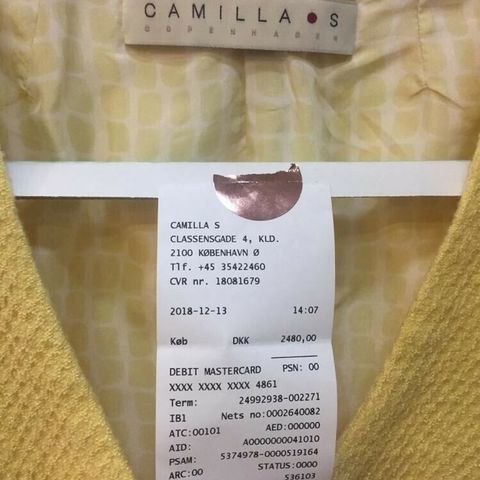 CAMILLA S
COPENHAGEN
CAMILLA S
CLASSENSGADE 4, KLD.
2100 KØBENHAVN Ø
Tlf. +45 35422460
CVR nr. 18081679
2018-12-13 14:07
Køb DKK 2480,00
DEBIT MASTERCARD PSN: 00
XXXX XXXX XXXX 4861
Term: 24992938-002271
IB1 Nets no:0002640082
ATC:00101 AED:000000
AID: A0000000041010
PSAM: 5374978-0000519164
ARC:00 STATUS:0000
536103